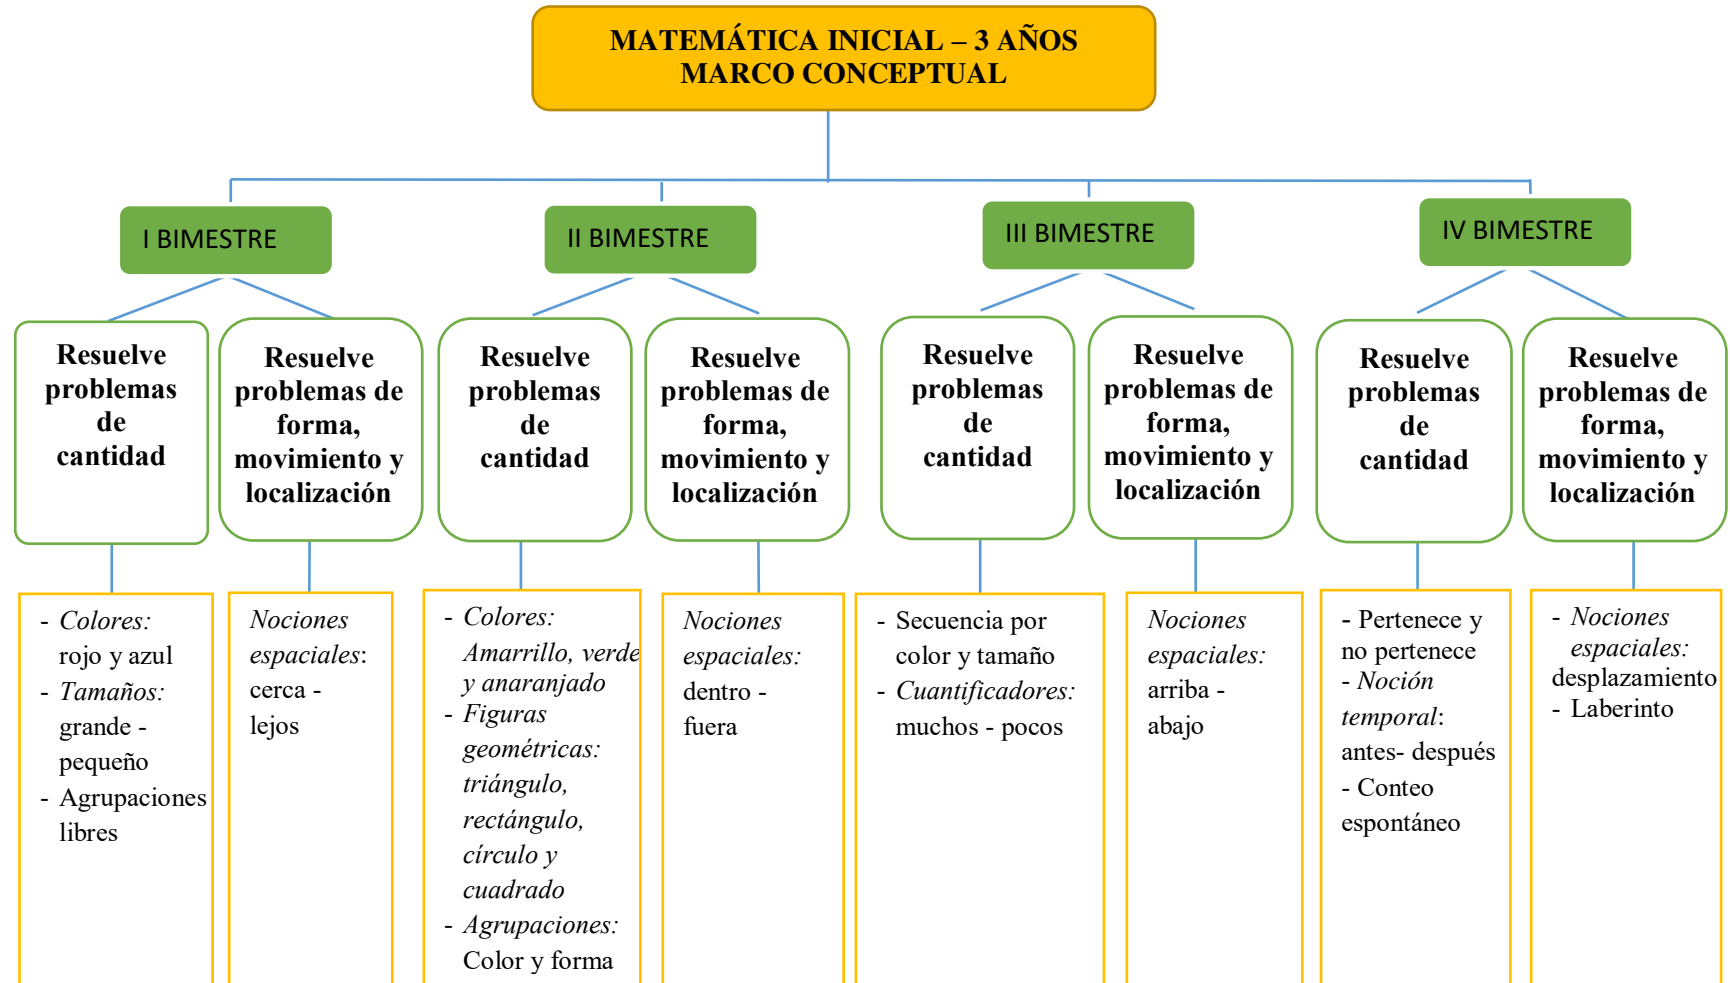 MATEMÁTICA INICIAL – 3 AÑOS
MARCO CONCEPTUAL
I BIMESTRE
II BIMESTRE
III BIMESTRE
IV BIMESTRE
Resuelve
problemas
de
cantidad
Resuelve
problemas de
forma,
movimiento y
localización
Resuelve
problemas
de
cantidad
Resuelve
problemas de
forma,
movimiento y
localización
Resuelve
problemas
de
cantidad
Resuelve
problemas de
forma,
movimiento y
localización
Resuelve
problemas
de
cantidad
Resuelve
problemas de
forma,
movimiento y
localización
- Colores:
rojo y azul
- Tamaños:
grande -
pequeño
- Agrupaciones
libres
Nociones
espaciales:
cerca -
lejos
- Colores:
Amarrillo, verde
y anaranjado
- Figuras
geométricas:
triángulo,
rectángulo,
círculo y
cuadrado
- Agrupaciones:
Color y forma
Nociones
espaciales:
dentro -
fuera
- Secuencia por
color y tamaño
- Cuantificadores:
muchos - pocos
Nociones
espaciales:
arriba -
abajo
- Pertenece y
no pertenece
- Noción
temporal:
antes- después
- Conteo
espontáneo
- Nociones
espaciales:
desplazamiento
- Laberinto